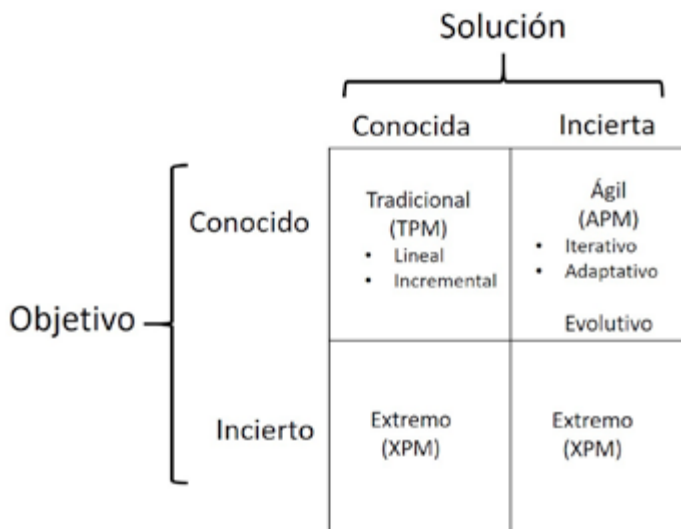 Solución
Conocida
Incierta
Objetivo
Conocido
Tradicional
(TPM)
• Lineal
• Incremental
Ágil
(APM)
• Iterativo
• Adaptativo
Evolutivo
Incierto
Extremo
(XPM)
Extremo
(XPM)